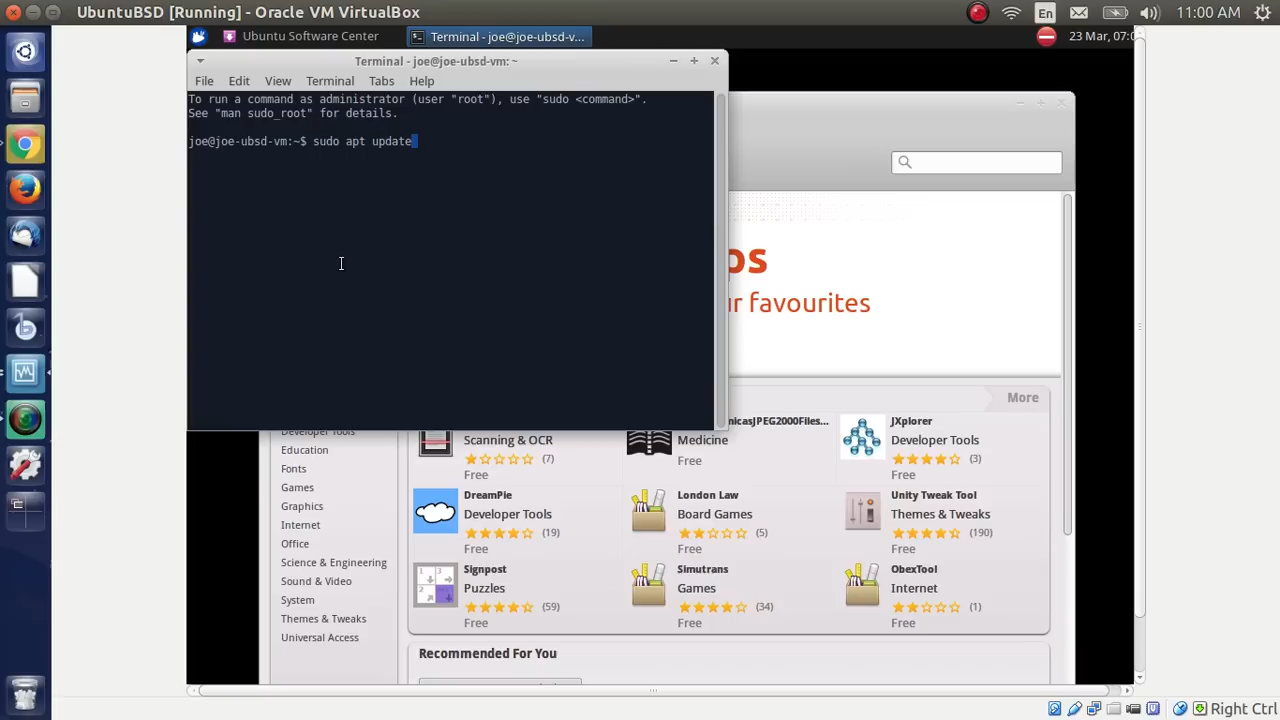 UbuntuBSD [Running] - Oracle VM VirtualBox
En
11:00 AM
Ubuntu Software Center
Terminal - joe@joe-ubsd-v...
23 Mar, 07:0
Terminal - joe@joe-ubsd-vm: ~
File Edit View Terminal Tabs Help
To run a command as administrator (user "root"), use "sudo <command>".
See "man sudo_root" for details.
joe@joe-ubsd-vm:~$ sudo apt update
ps
r favourites
More
Developer Tools
Education
Fonts
Games
Graphics
Internet
Office
Science & Engineering
Sound & Video
System
Themes & Tweaks
Universal Access
Scanning & OCR
(7)
Free
nicasJPEG2000Files...
Medicine
Free
JXplorer
Developer Tools
(3)
Free
DreamPie
Developer Tools
(19)
Free
London Law
Board Games
(5)
Free
Unity Tweak Tool
Themes & Tweaks
(190)
Free
Signpost
Puzzles
(59)
Free
Simutrans
Games
(34)
Free
ObexTool
Internet
(1)
Free
Recommended For You
Right Ctrl